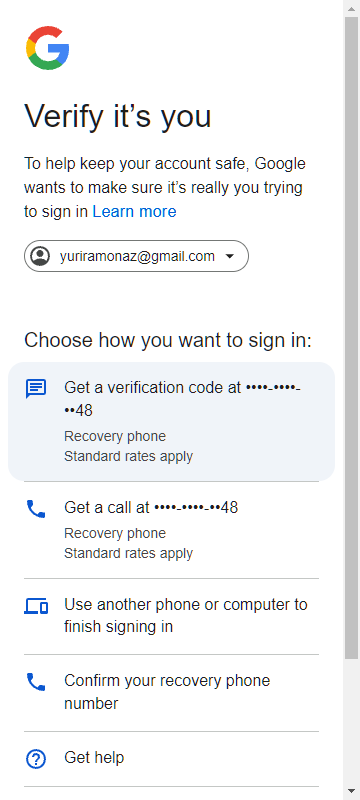 Verify it’s you
To help keep your account safe, Google
wants to make sure it’s really you trying
to sign in Learn more
yuriramonaz@gmail.com
Choose how you want to sign in:
Get a verification code at ••••-••••-
••48
Recovery phone
Standard rates apply
Get a call at ••••-••••-••48
Recovery phone
Standard rates apply
Use another phone or computer to
finish signing in
Confirm your recovery phone
number
Get help